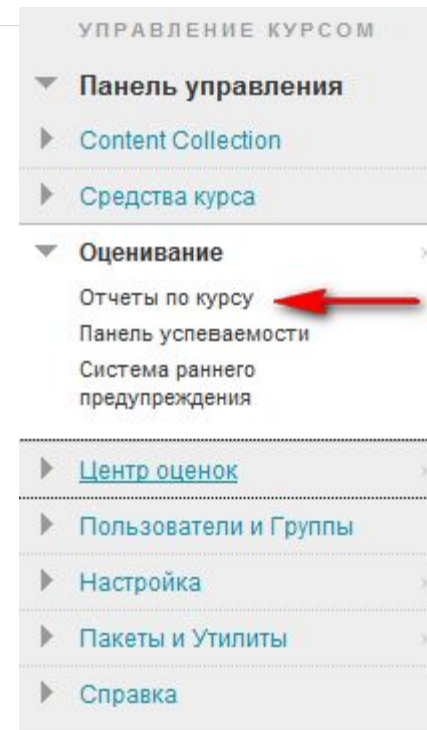 УПРАВЛЕНИЕ КУРСОМ
Панель управления
Content Collection
Средства курса
Оценивание
Отчеты по курсу
Панель успеваемости
Система раннего
предупреждения
Центр оценок
Пользователи и Группы
Настройка
Пакеты и Утилиты
Справка